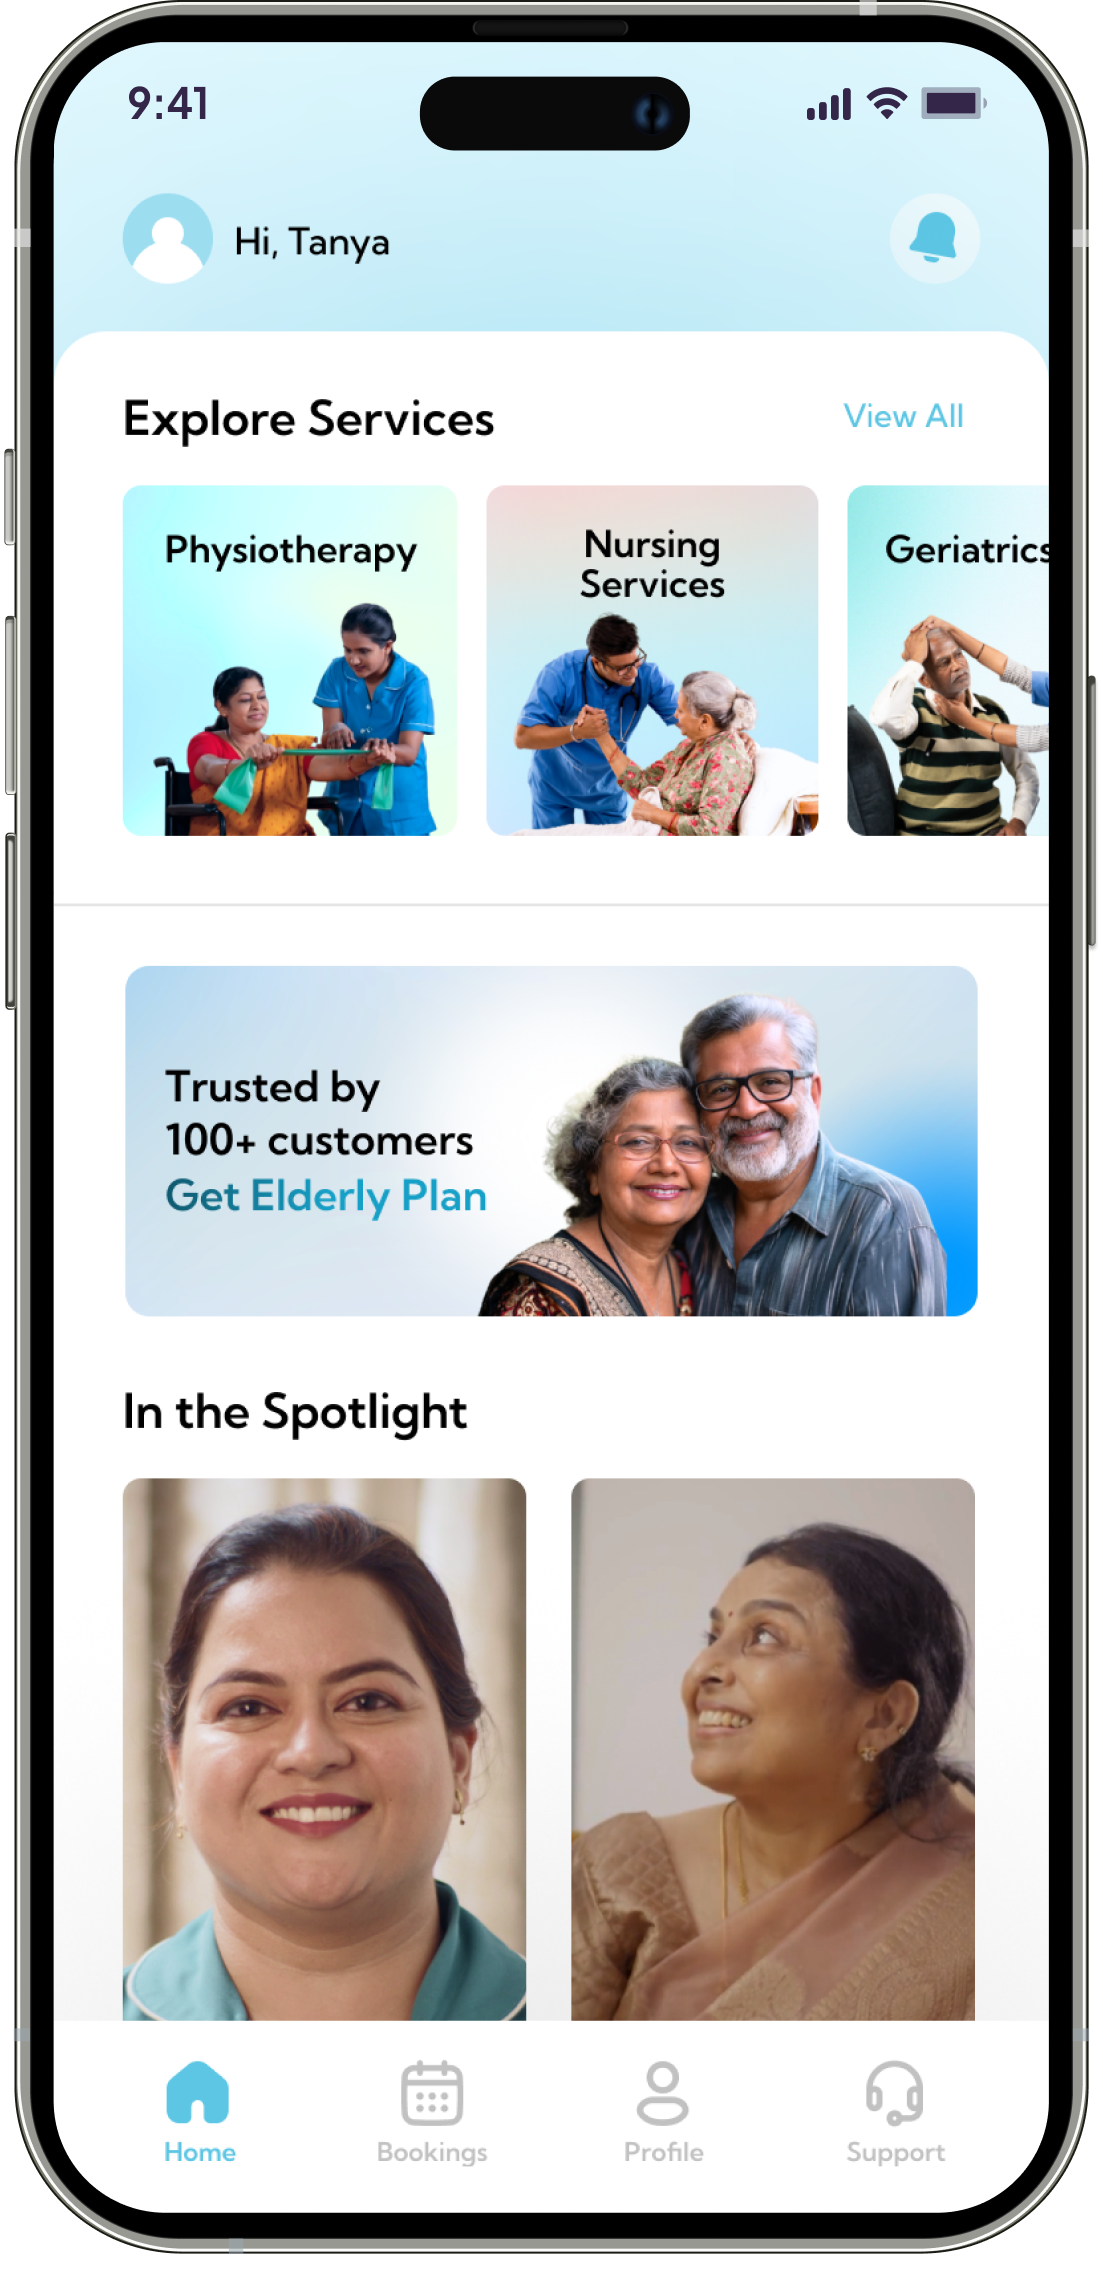 9:41
Hi, Tanya
Explore Services
View All
Physiotherapy
Nursing
Services
Geriatrics
Trusted by
100+ customers
Get Elderly Plan
In the Spotlight
Home
Bookings
Profile
Support